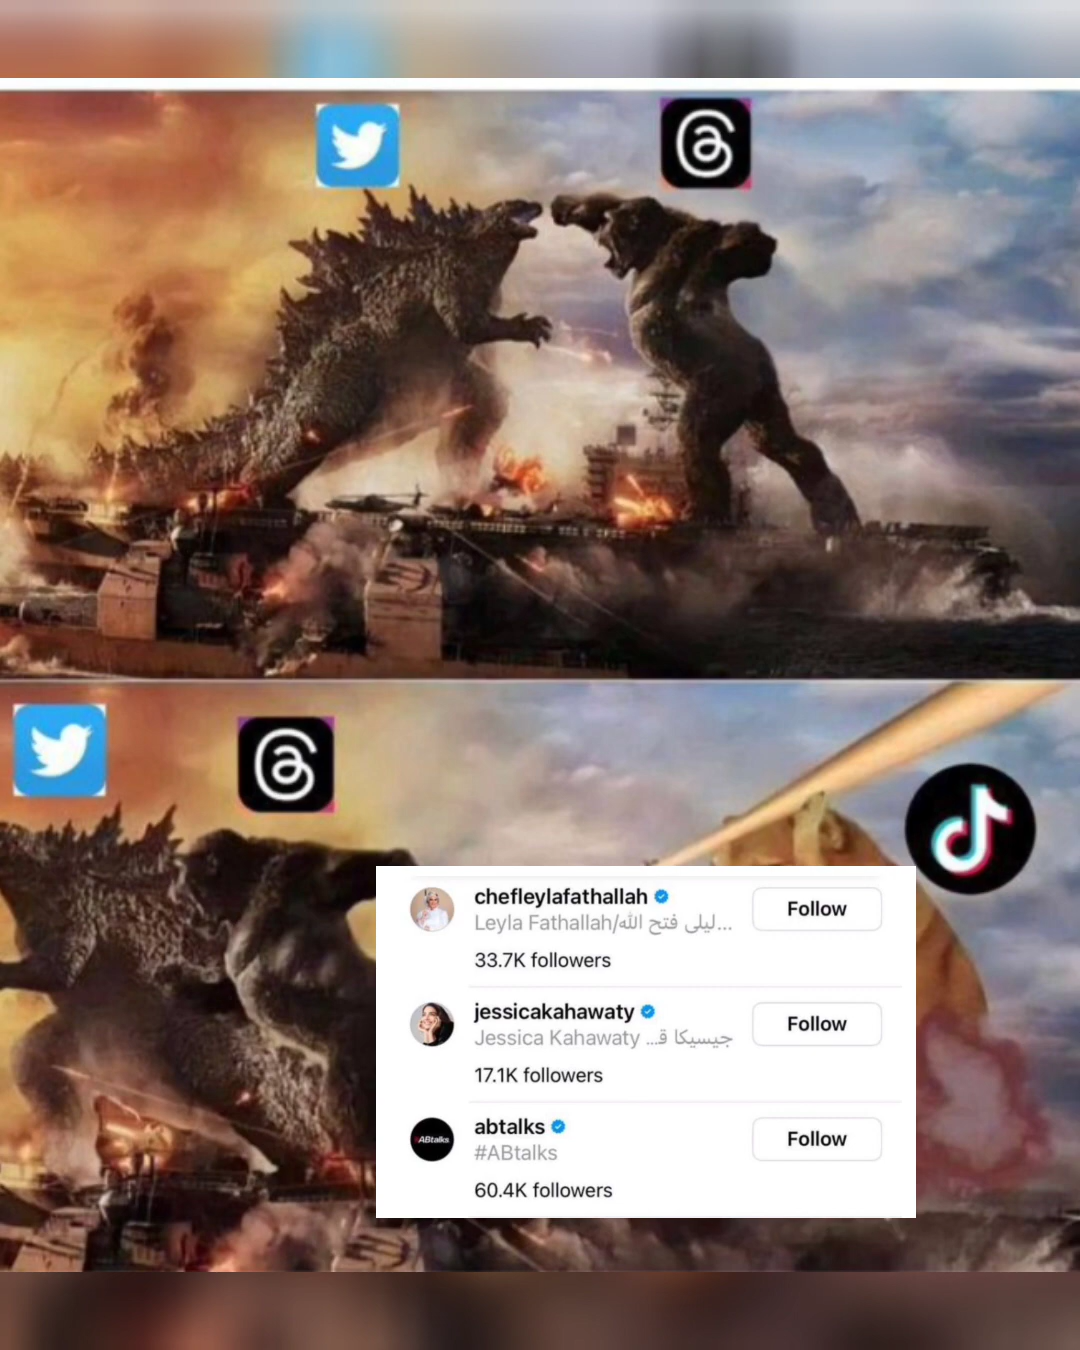 chefleylafathallah
Leyla Fathallah/ليلى فتح الله...
Follow
33.7K followers
jessicakahawaty
Jessica Kahawaty جيسيكا ق...
Follow
17.1K followers
#ABtalks
abtalks
#ABtalks
Follow
60.4K followers